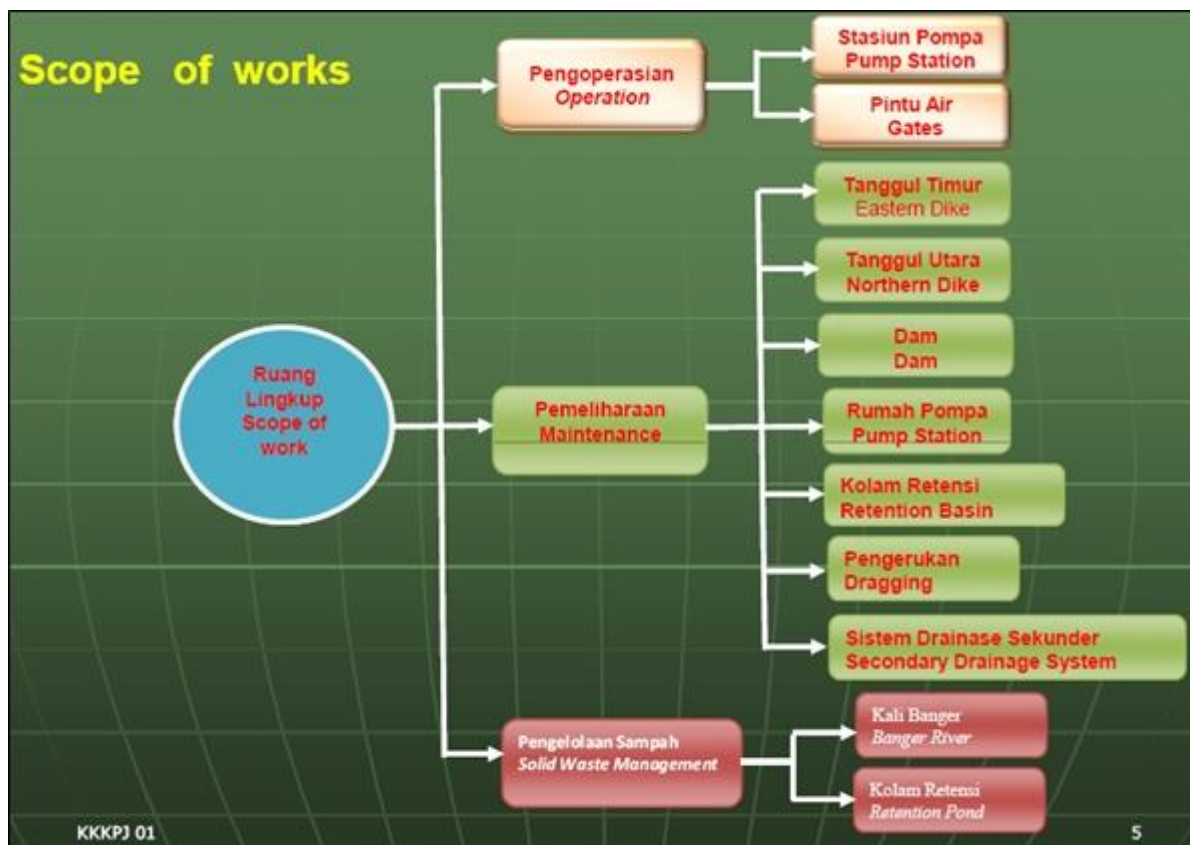 Scope of works
Pengoperasian
Operation
Stasiun Pompa
Pump Station
Pintu Air
Gates
Ruang
Lingkup
Scope of
work
Pemeliharaan
Maintenance
Tanggul Timur
Eastern Dike
Tanggul Utara
Northern Dike
Dam
Dam
Rumah Pompa
Pump Station
Kolam Retensi
Retention Basin
Pengerukan
Dragging
Sistem Drainase Sekunder
Secondary Drainage System
Pengelolaan Sampah
Solid Waste Management
Kali Banger
Banger River
Kolam Retensi
Retention Pond
KKKPJ 01
5